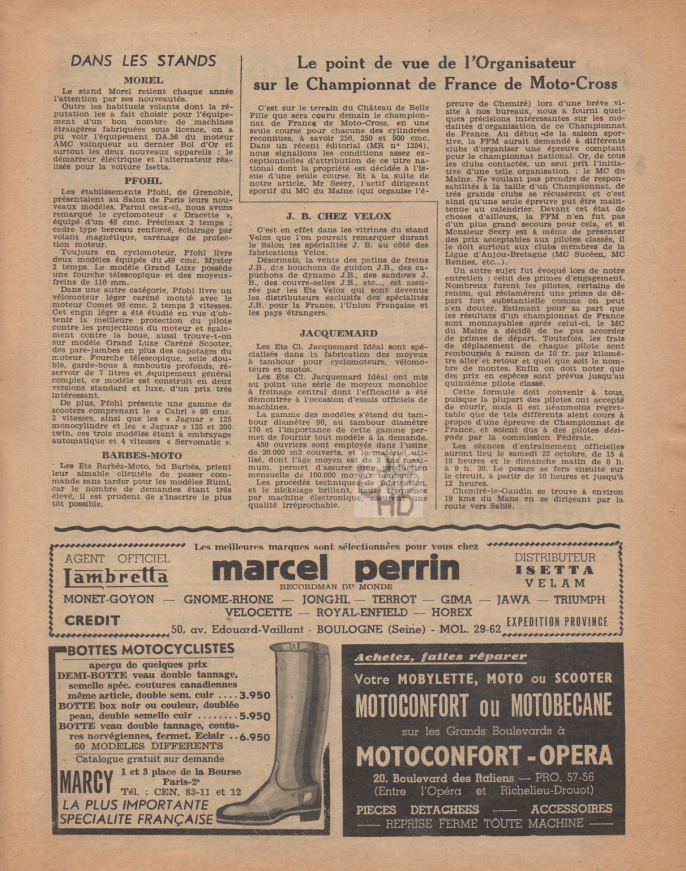 DANS LES STANDS
MOREL
Le stand Morel retient chaque année
l'attention par ses nouveautés.
Outre les habituels volants dont la ré-
putation les a fait choisir pour l'équipe-
ment d'un bon nombre de machines
étrangères fabriquées sous licence, on a
pu voir l'équipement DA.56 du moteur
AMC vainqueur au dernier Bol d'Or et
surtout les deux nouveaux appareils : le
démarreur électrique et l'alternateur réa-
lisés pour la voiture Isetta.
PFOHL
Les établissements Pfohl, de Grenoble,
présentaient au Salon de Paris leurs nou-
veaux modèles. Parmi ceux-ci, nous avons
remarqué le cyclomoteur « Dracette »,
équipé d'un 48 cmc. Précimax 2 temps ;
cadre type berceau renforcé, éclairage par
volant magnétique, carénage de protec-
tion moteur.
Toujours en cyclomoteur, Pfohl livre
deux modèles équipés du 49 cmc. Myster
2 temps. Le modèle Grand Luxe possède
une fourche télescopique et des moyeux-
freins de 110 mm.
Dans une autre catégorie, Pfohl livre un
vélomoteur léger caréné monté avec le
moteur Comet 98 cmc. 2 temps 2 vitesses.
Cet engin léger a été étudié en vue d'ob-
tenir la meilleure protection du pilote
contre les projections du moteur et égale-
ment contre la boue, aussi trouve-t-on
sur modèle Grand Luxe Caréné Scooter,
des pare-jambes en plus des capotages du
moteur. Fourche télescopique, selle dou-
ble, garde-boue à emboutis profonds, ré-
servoir de 7 litres et équipement général
complet, ce modèle est construit en deux
versions standard et luxe, d'un prix très
intéressant.
De plus, Pfohl présente une gamme de
scooters comprenant le « Cabri » 98 cmc.
2 vitesses, ainsi que les « Jaguar » 125
monocylindre et les « Jaguar » 125 et 200
twin, ces trois modèles étant à embrayage
automatique et 4 vitesses « Servomatic ».
BARBES-MOTO
Les Ets Barbès-Moto, bd Barbès, prient
leur aimable clientèle de passer com-
mande sans tarder pour les modèles Rumi,
car le nombre de demandes étant très
élevé, il est prudent de s'inscrire le plus
tôt possible.
Le point de vue de l'Organisateur
sur le Championnat de France de Moto-Cross
C'est sur le terrain du Château de Belle
Fille que sera couru demain le champion-
nat de France de Moto-Cross, en une
seule course pour chacune des cylindrées
reconnues, à savoir 250, 350 et 500 cmc.
Dans un récent éditorial (MR n° 1254),
nous signalions les conditions assez ex-
ceptionnelles d'attribution de ce titre na-
tional dont la propriété est décidée à l'is-
sue d'une seule course. Et à la suite de
notre article, Mr Seery, l'actif dirigeant
sportif du MC du Maine (qui organise l'é-
preuve de Chemiré) lors d'une brève vi-
site à nos bureaux, nous a fourni quel-
ques précisions intéressantes sur les mo-
dalités d'organisation de ce Championnat
de France. Au début de la saison spor-
tive, la FFM aurait demandé à différents
clubs d'organiser une épreuve comptant
pour le championnat national. Or, de tous
les clubs contactés, un seul prit l'initia-
tive d'une telle organisation : le MC du
Maine. Ne voulant pas prendre de respon-
sabilités à la taille d'un Championnat, de
très grands clubs se récusèrent et c'est
ainsi qu'une seule épreuve put être main-
tenue au calendrier. Devant cet état de
choses d'ailleurs, la FFM n'en fut pas
d'un plus grand secours pour cela, et si
Monsieur Seery est à même de présenter
des prix acceptables aux pilotes classés, il
le doit surtout aux clubs membres de la
Ligue d'Anjou-Bretagne (MC Sucéen, MC
Rennes, etc...).
Un autre sujet fut évoqué lors de notre
entretien : celui des primes d'engagement.
Nombreux furent les pilotes, certains de
renom, qui réclamèrent une prime de dé-
part fort substantielle comme on peut
s'en douter. Estimant pour sa part que
les résultats d'un championnat de France
sont monnayables après celui-ci, le MC
du Maine a décidé de ne pas accorder
de primes de départ. Toutefois, les frais
de déplacement de chaque pilote sont
remboursés à raison de 10 fr. par kilomè-
tre aller et retour et quel que soit le nom-
bre de montes. Enfin on doit noter que
des prix en espèces sont prévus jusqu'au
quinzième pilote classé.
Cette formule doit convenir à tous,
puisque la plupart des pilotes ont accepté
de courir, mais il est néanmoins regret-
table que de tels différents aient cours à
propos d'une épreuve de Championnat de
France, et soient dus à des pilotes dési-
gnés par la commission Fédérale.
Les séances d'entraînement officielles
auront lieu le samedi 22 octobre, de 15 à
18 heures et le dimanche matin de 8 h.
à 9 h. 30. Le pesage se fera ensuite sur
le circuit, à partir de 10 heures et jusqu'à
12 heures.
Chemiré-le-Gaudin se trouve à environ
19 kms du Mans en se dirigeant par la
route vers Sablé.
J. B. CHEZ VELOX
C'est en effet dans les vitrines du stand
Velox que l'on pouvait remarquer durant
le Salon les spécialités J. B. au côté des
fabrications Velox.
Désormais, la vente des patins de freins
J.B., des bouchons de guidon J.B., des ca-
puchons de dynamo J.B., des sandows J.
B., des couvre-selles J.B., etc..., est assu-
rée par les Ets Velox qui sont devenus
les distributeurs exclusifs des spécialités
J.B. pour la France, l'Union Française et
les pays étrangers.
JACQUEMARD
Les Ets Cl. Jacquemard Idéal sont spé-
cialisés dans la fabrication des moyeux
à tambour pour cyclomoteurs, vélomo-
teurs et motos.
Les Ets Cl. Jacquemard Idéal ont mis
au point une série de moyeux monobloc
à freinage central dont l'efficacité a été
démontrée à l'occasion d'essais officiels de
machines.
La gamme des modèles s'étend du tam-
bour diamètre 90, au tambour diamètre
170 et l'importance de cette gamme per-
met de fournir tout modèle à la demande.
450 ouvriers sont employés dans l'usine
de 20.000 m2 couverts,
lisé, dont l'âge moyen est de 3 ans maxi-
mum, permet d'assurer
mensuelle de 100.000 moyeux tambour.
Les procédés techniques
et le nickelage brillant,
par machine électronique
qualité irréprochable.
HD
Les meilleures marques sont sélectionnées pour vous chez
AGENT OFFICIEL
Lambretta
marcel perrin
RECORDMAN DU MONDE
DISTRIBUTEUR
ISETTA
VELAM
MONET-GOYON — GNOME-RHONE — JONGHI — TERROT — GIMA — JAWA — TRIUMPH
VELOCETTE — ROYAL-ENFIELD — HOREX
CREDIT
50, av. Edouard-Vaillant - BOULOGNE (Seine) - MOL. 29-62
EXPEDITION PROVINCE
BOTTES MOTOCYCLISTES
aperçu de quelques prix
DEMI-BOTTE veau double tannage,
semelle spéc. coutures canadiennes
même article, double sem. cuir .... 3.950
BOTTE box noir ou couleur, doublée
peau, double semelle cuir ........ 5.950
BOTTE veau double tannage, coutu-
res norvégiennes, fermet. Eclair .. 6.950
60 MODELES DIFFERENTS
Catalogue gratuit sur demande
MARCY
1 et 3 place de la Bourse
Paris-2e
Tél. : CEN. 83-11 et 12
LA PLUS IMPORTANTE
SPECIALITE FRANÇAISE
Achetez, faites réparer
Votre MOBYLETTE, MOTO ou SCOOTER
MOTOCONFORT ou MOTOBECANE
sur les Grands Boulevards à
MOTOCONFORT - OPERA
20, Boulevard des Italiens — PRO. 57-56
(Entre l'Opéra et Richelieu-Drouot)
PIECES DETACHEES — ACCESSOIRES
— REPRISE FERME TOUTE MACHINE —